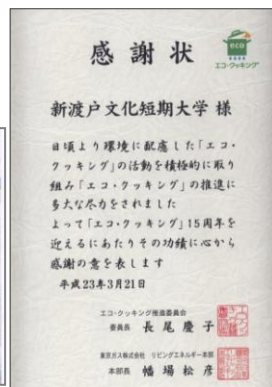 感謝状
eco
エコ・クッキング
新渡戸文化短期大学 様
日頃より環境に配慮した「エコ・
クッキング」の活動を積極的に取り
組み「エコ・クッキング」の推進に
多大な尽力をされました
よって「エコ・クッキング」15周年を
迎えるにあたりその功績に心から
感謝の意を表します
平成23年3月21日
エコ・クッキング推進委員会
委員長 長尾慶子
東京ガス株式会社 リビングエネルギー本部
本部長 幡場松彦